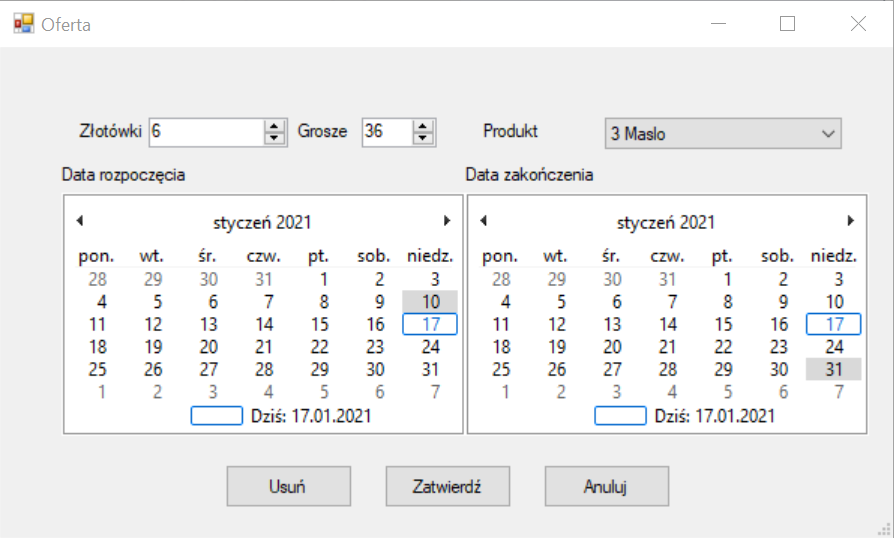 Oferta
Złotówki 6 Grosze 36 Produkt 3 Maslo
Data rozpoczęcia Data zakończenia
styczeń 2021 styczeń 2021
pon. wt. śr. czw. pt. sob. niedz. pon. wt. śr. czw. pt. sob. niedz.
28 29 30 31 1 2 3 28 29 30 31 1 2 3
4 5 6 7 8 9 10 4 5 6 7 8 9 10
11 12 13 14 15 16 17 11 12 13 14 15 16 17
18 19 20 21 22 23 24 18 19 20 21 22 23 24
25 26 27 28 29 30 31 25 26 27 28 29 30 31
1 2 3 4 5 6 7 1 2 3 4 5 6 7
Dziś: 17.01.2021 Dziś: 17.01.2021
Usuń Zatwierdź Anuluj